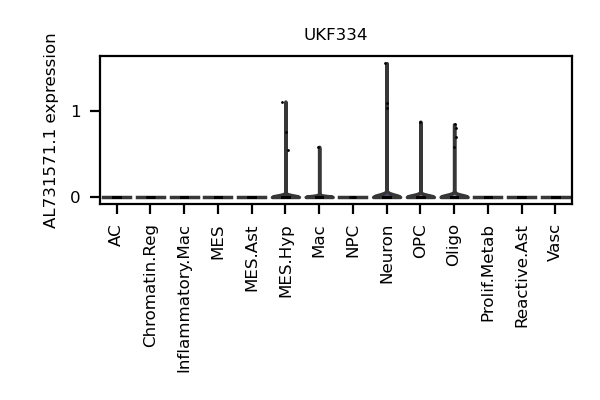 UKF334
AL731571.1 expression
1
0
AC
Chromatin.Reg
Inflammatory.Mac
MES
MES.Ast
MES.Hyp
Mac
NPC
Neuron
OPC
Oligo
Prolif.Metab
Reactive.Ast
Vasc